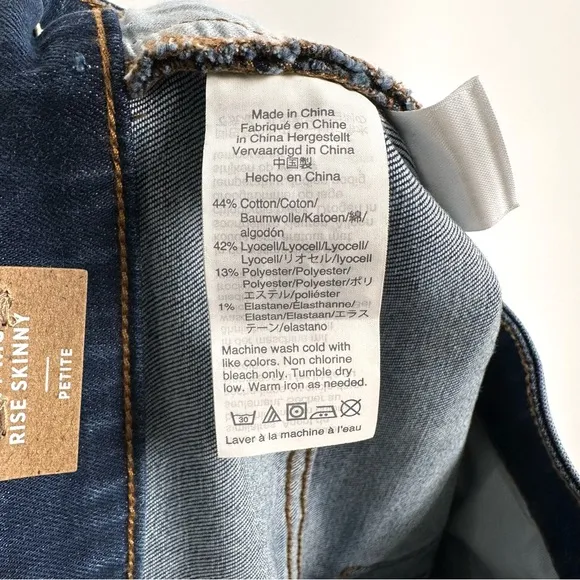 Made in China
Fabriqué en Chine
in China Hergestellt
Vervaardigd in China
中国製
Hecho en China
44% Cotton/Coton/
Baumwolle/Katoen/綿/
algodón
42% Lyocell/Lyocell/Lyocell/
Lyocell/リオセル/lyocell
13% Polyester/Polyester/
Polyester/Polyester/ポリ
エステル/poliéster
1% Elastane/Élasthanne/
Elastan/Elastaan/エラス
テーン/elastano
Machine wash cold with
like colors. Non chlorine
bleach only. Tumble dry
low. Warm iron as needed.
30
Laver à la machine à l'eau
RISE SKINNY
PETITE